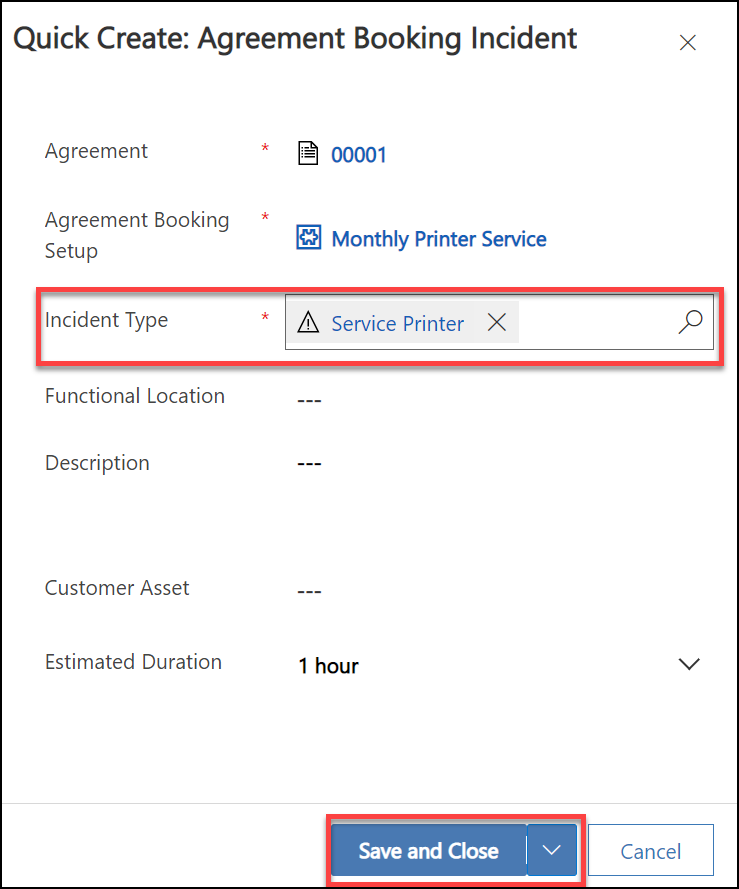 Quick Create: Agreement Booking Incident
Agreement * 00001
Agreement Booking * Monthly Printer Service
Setup
Incident Type * Service Printer
Functional Location ---
Description ---
Customer Asset ---
Estimated Duration 1 hour
Save and Close Cancel